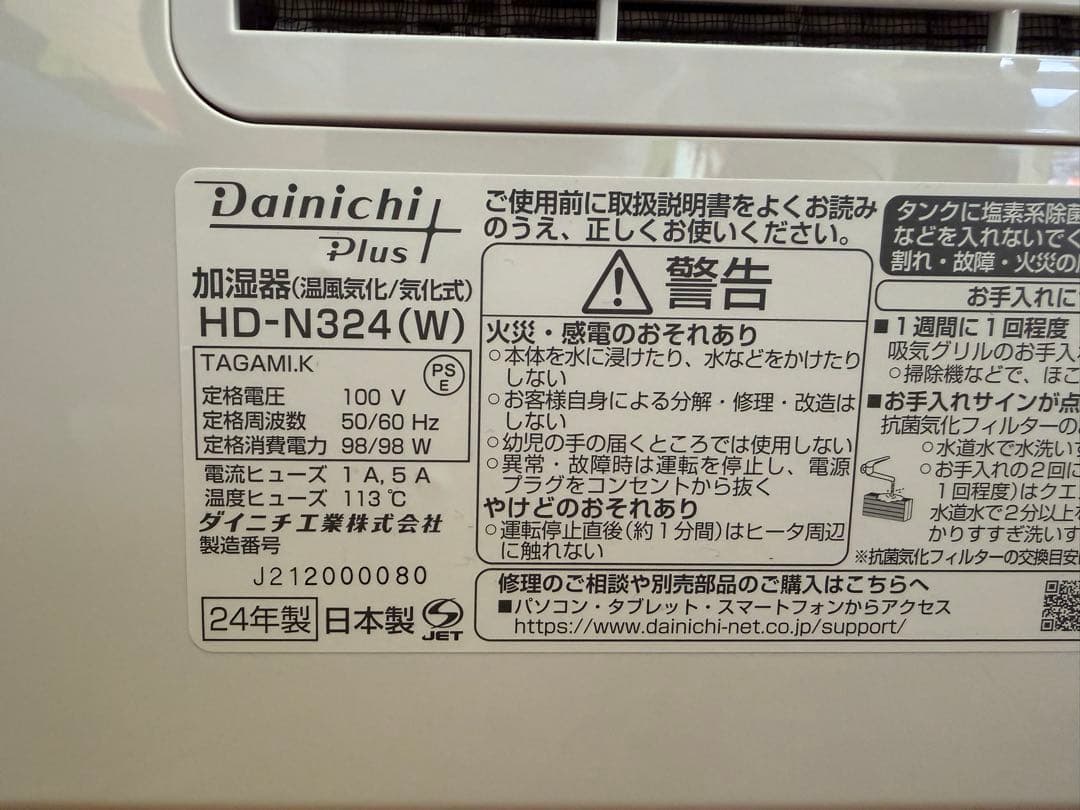 Dainichi
Plus
加湿器(温風気化/気化式)
HD-N324(W)
TAGAMI.K
PS
E
定格電圧 100 V
定格周波数 50/60 Hz
定格消費電力 98/98 W
電流ヒューズ 1 A, 5 A
温度ヒューズ 113℃
ダイニチ工業株式会社
製造番号
J212000080
24年製 日本製
JET
ご使用前に取扱説明書をよくお読み
のうえ、正しくお使いください。
警告
火災・感電のおそれあり
○本体を水に浸けたり、水などをかけたり
しない
○お客様自身による分解・修理・改造は
しない
○幼児の手の届くところでは使用しない
○異常・故障時は運転を停止し、電源
プラグをコンセントから抜く
やけどのおそれあり
○運転停止直後(約1分間)はヒータ周辺
に触れない
修理のご相談や別売部品のご購入はこちらへ
■パソコン・タブレット・スマートフォンからアクセス
https://www.dainichi-net.co.jp/support/
タンクに塩素系除菌
などを入れないでく
割れ・故障・火災の
お手入れに
■1週間に1回程度
吸気グリルのお手入
○掃除機などで、ほこ
■お手入れサインが点
抗菌気化フィルターの
○水道水で水洗い
○お手入れの2回に
1回程度)はクエ
水道水で2分以上
かりすすぎ洗い
※抗菌気化フィルターの交換目安